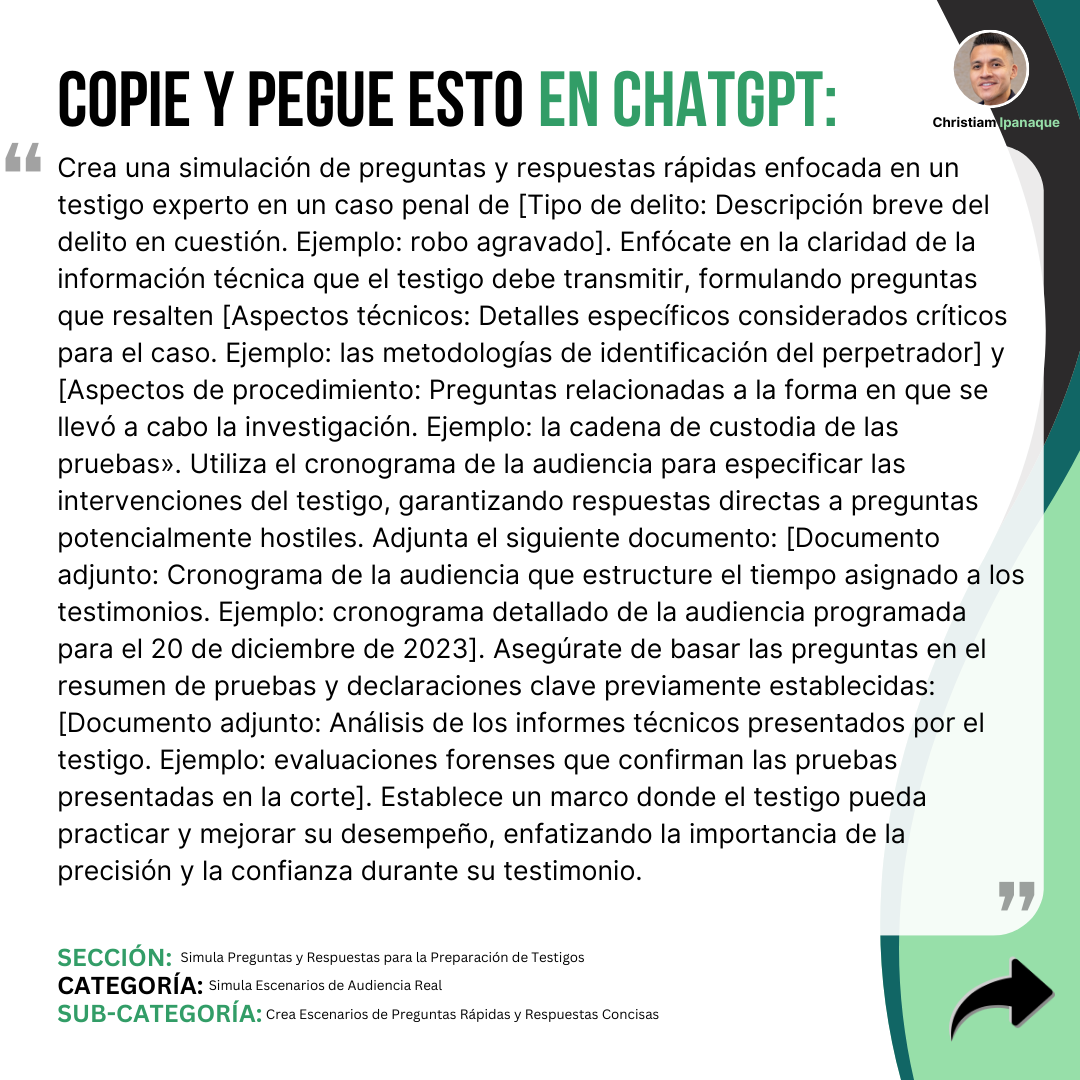 COPIE Y PEGUE ESTO EN CHATGPT:
Christiam Ipanaque
“
Crea una simulación de preguntas y respuestas rápidas enfocada en un
testigo experto en un caso penal de [Tipo de delito: Descripción breve del
delito en cuestión. Ejemplo: robo agravado]. Enfócate en la claridad de la
información técnica que el testigo debe transmitir, formulando preguntas
que resalten [Aspectos técnicos: Detalles específicos considerados críticos
para el caso. Ejemplo: las metodologías de identificación del perpetrador] y
[Aspectos de procedimiento: Preguntas relacionadas a la forma en que se
llevó a cabo la investigación. Ejemplo: la cadena de custodia de las
pruebas». Utiliza el cronograma de la audiencia para especificar las
intervenciones del testigo, garantizando respuestas directas a preguntas
potencialmente hostiles. Adjunta el siguiente documento: [Documento
adjunto: Cronograma de la audiencia que estructure el tiempo asignado a los
testimonios. Ejemplo: cronograma detallado de la audiencia programada
para el 20 de diciembre de 2023]. Asegúrate de basar las preguntas en el
resumen de pruebas y declaraciones clave previamente establecidas:
[Documento adjunto: Análisis de los informes técnicos presentados por el
testigo. Ejemplo: evaluaciones forenses que confirman las pruebas
presentadas en la corte]. Establece un marco donde el testigo pueda
practicar y mejorar su desempeño, enfatizando la importancia de la
precisión y la confianza durante su testimonio.
”
SECCIÓN: Simula Preguntas y Respuestas para la Preparación de Testigos
CATEGORÍA: Simula Escenarios de Audiencia Real
SUB-CATEGORÍA: Crea Escenarios de Preguntas Rápidas y Respuestas Concisas